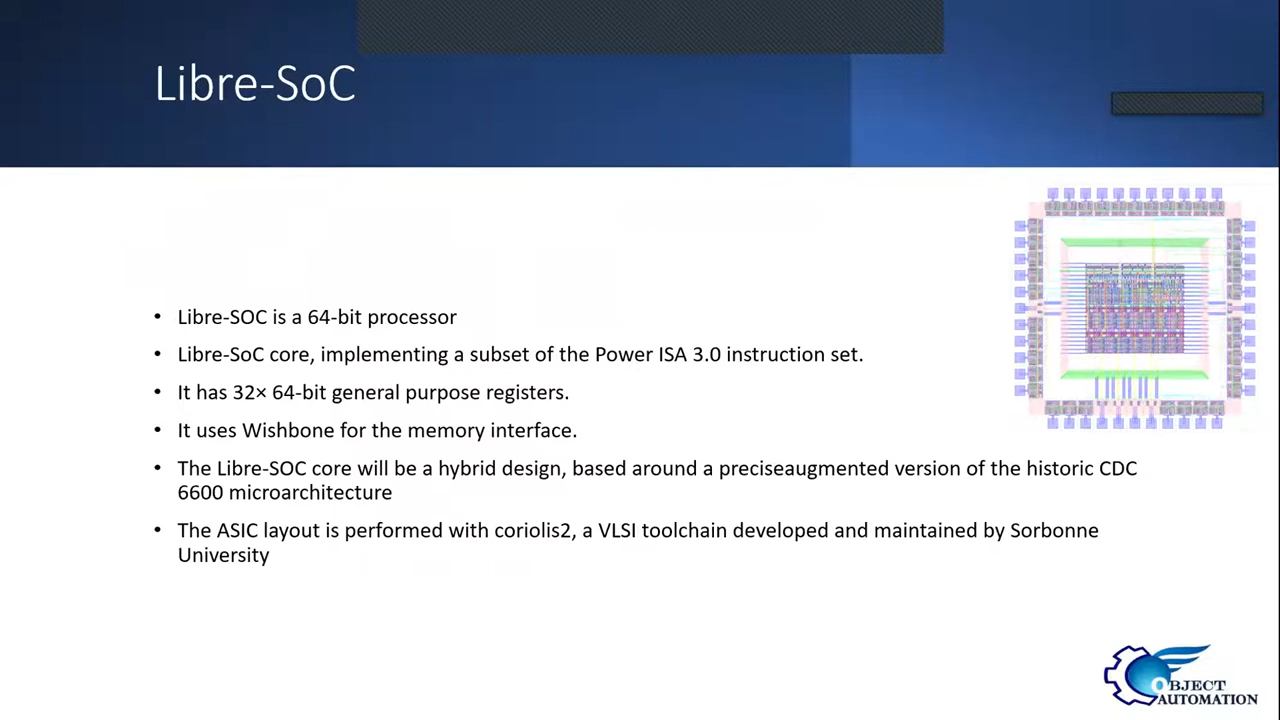 Libre-SoC
• Libre-SOC is a 64-bit processor
• Libre-SoC core, implementing a subset of the Power ISA 3.0 instruction set.
• It has 32× 64-bit general purpose registers.
• It uses Wishbone for the memory interface.
• The Libre-SOC core will be a hybrid design, based around a preciseaugmented version of the historic CDC
6600 microarchitecture
• The ASIC layout is performed with coriolis2, a VLSI toolchain developed and maintained by Sorbonne
University
OBJECT
AUTOMATION